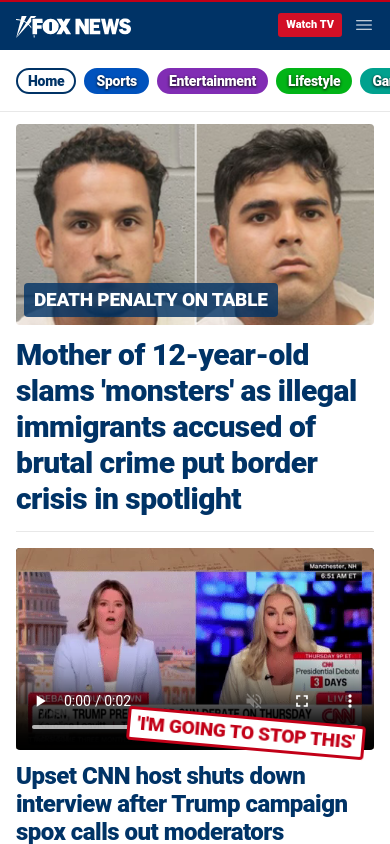 FOX NEWS
Watch TV
Home
Sports
Entertainment
Lifestyle
Ga
DEATH PENALTY ON TABLE
Mother of 12-year-old
slams 'monsters' as illegal
immigrants accused of
brutal crime put border
crisis in spotlight
Manchester, NH
6:51 AM ET
THURSDAY 9P ET
CNN
Presidential Debate
3 DAYS
LIVE
0:00 / 0:02
DEBATE ON THURSDAY
CNN
'I'M GOING TO STOP THIS'
Upset CNN host shuts down
interview after Trump campaign
spox calls out moderators